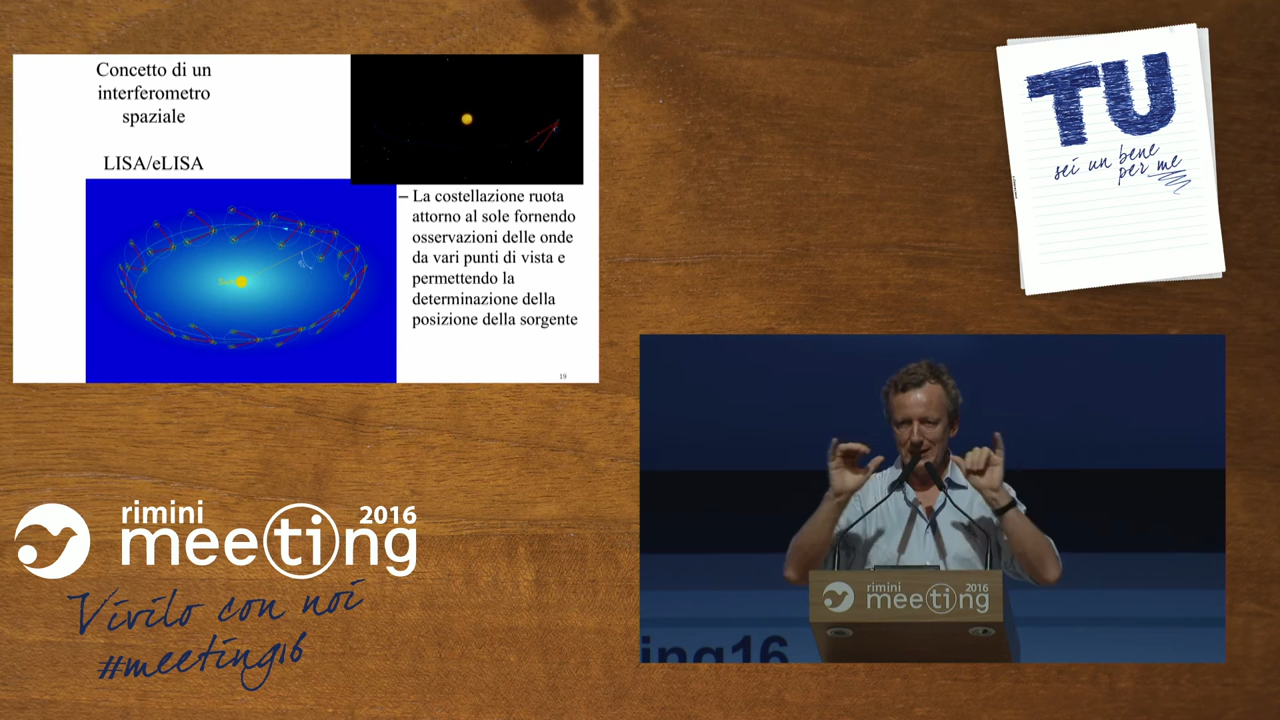 Concetto di un
interferometro
spaziale
LISA/eLISA
– La costellazione ruota
attorno al sole fornendo
osservazioni delle onde
da vari punti di vista e
permettendo la
determinazione della
posizione della sorgente
Sun
19
TU
sei un bene
per me
rimini
meeting
2016
Vivilo con noi
#meeting16
rimini
meeting
2016
ing16